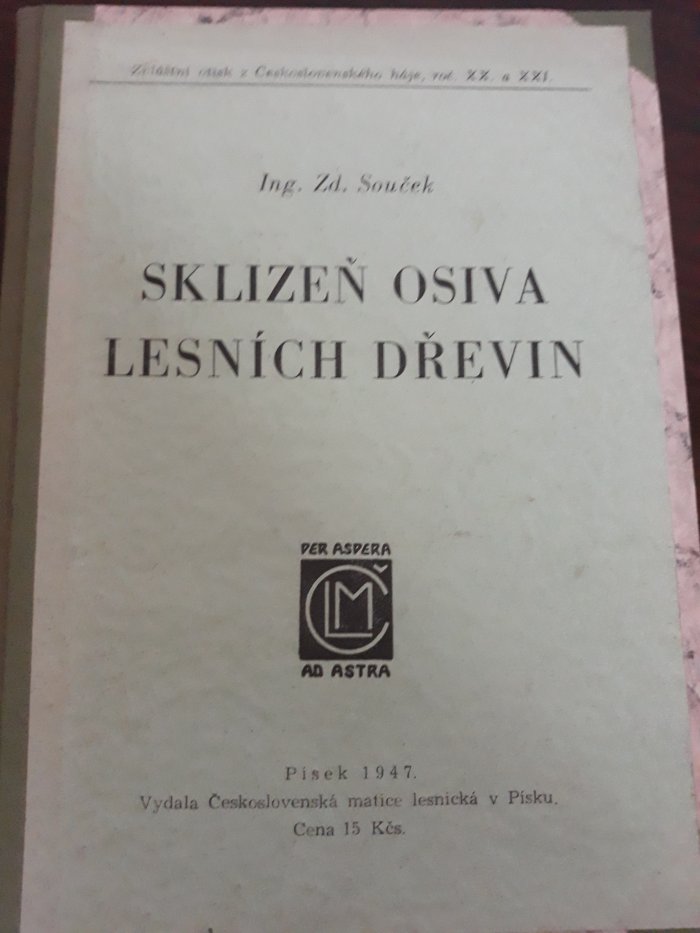 Zvláštní otisk z Československého háje, roč. XX. a XXI.
Ing. Zd. Souček
SKLIZEŇ OSIVA
LESNÍCH DŘEVIN
PER ASPERA
ČLM
AD ASTRA
Písek 1947.
Vydala Československá matice lesnická v Písku.
Cena 15 Kčs.